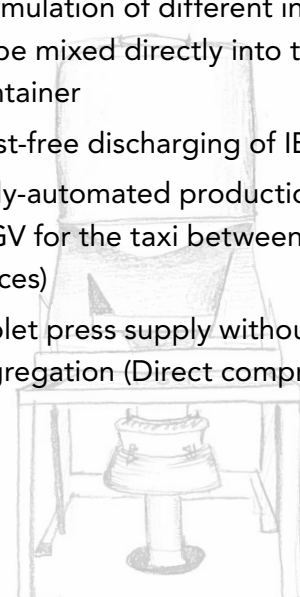 mulation of different in
be mixed directly into t
ntainer
st-free discharging of IE
ly-automated productio
GV for the taxi between
ces)
blet press supply withou
gregation (Direct compr